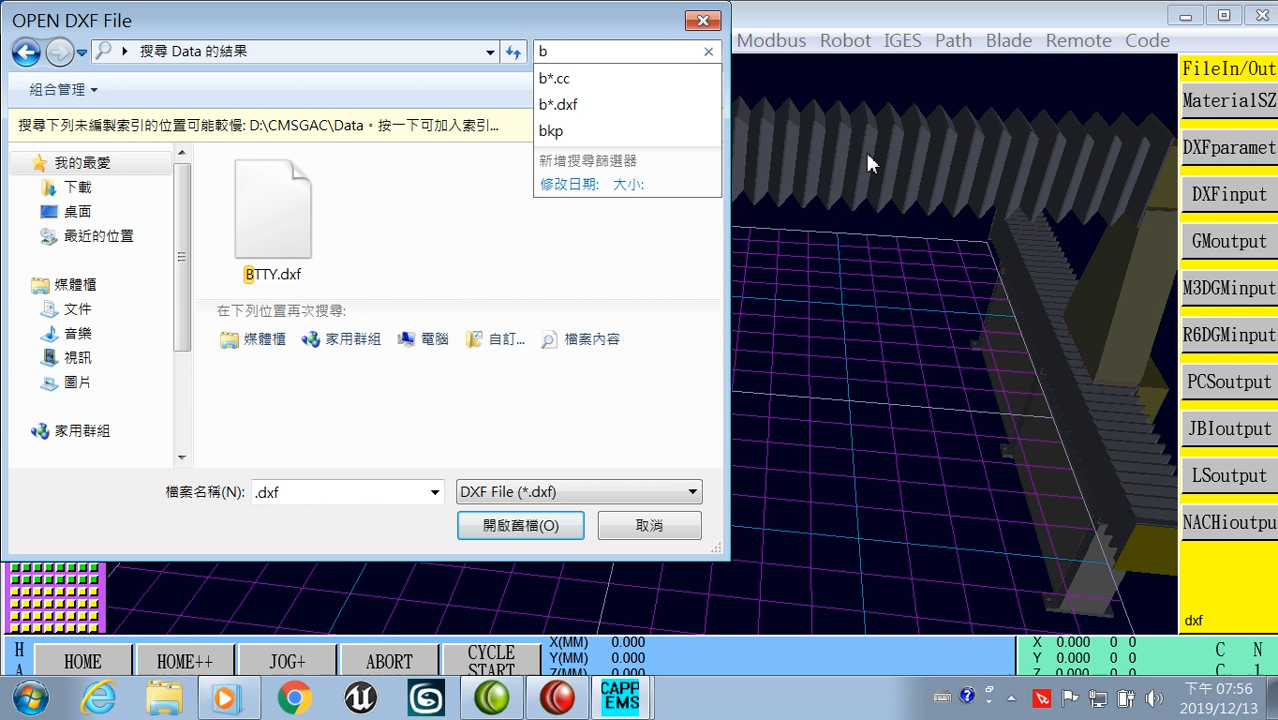 OPEN DXF File
搜尋 Data 的結果
b
b*.cc
b*.dxf
bkp
新增搜尋篩選器
修改日期: 大小:
組合管理
搜尋下列未編製索引的位置可能較慢: D:\CMSGAC\Data。按一下可加入索引...
我的最愛
下載
桌面
最近的位置
媒體櫃
文件
音樂
視訊
圖片
家用群組
BTTY.dxf
在下列位置再次搜尋:
媒體櫃 家用群組 電腦 自訂... 檔案內容
檔案名稱(N): .dxf DXF File (*.dxf)
開啟舊檔(O) 取消
Modbus Robot IGES Path Blade Remote Code
FileIn/Out
MaterialSZ
DXFparamet
DXFinput
GMoutput
M3DGMinput
R6DGMinput
PCSoutput
JBIoutput
LSoutput
NACHioutpu
dxf
H
A
HOME HOME++ JOG+ ABORT CYCLE START
X(MM) 0.000
Y(MM) 0.000
Z(MM) 0.000
X 0.000 0 0
Y 0.000 0 0
Z 0.000 0 0
C N
C 1
CAPP
EMS
下午 07:56
2019/12/13